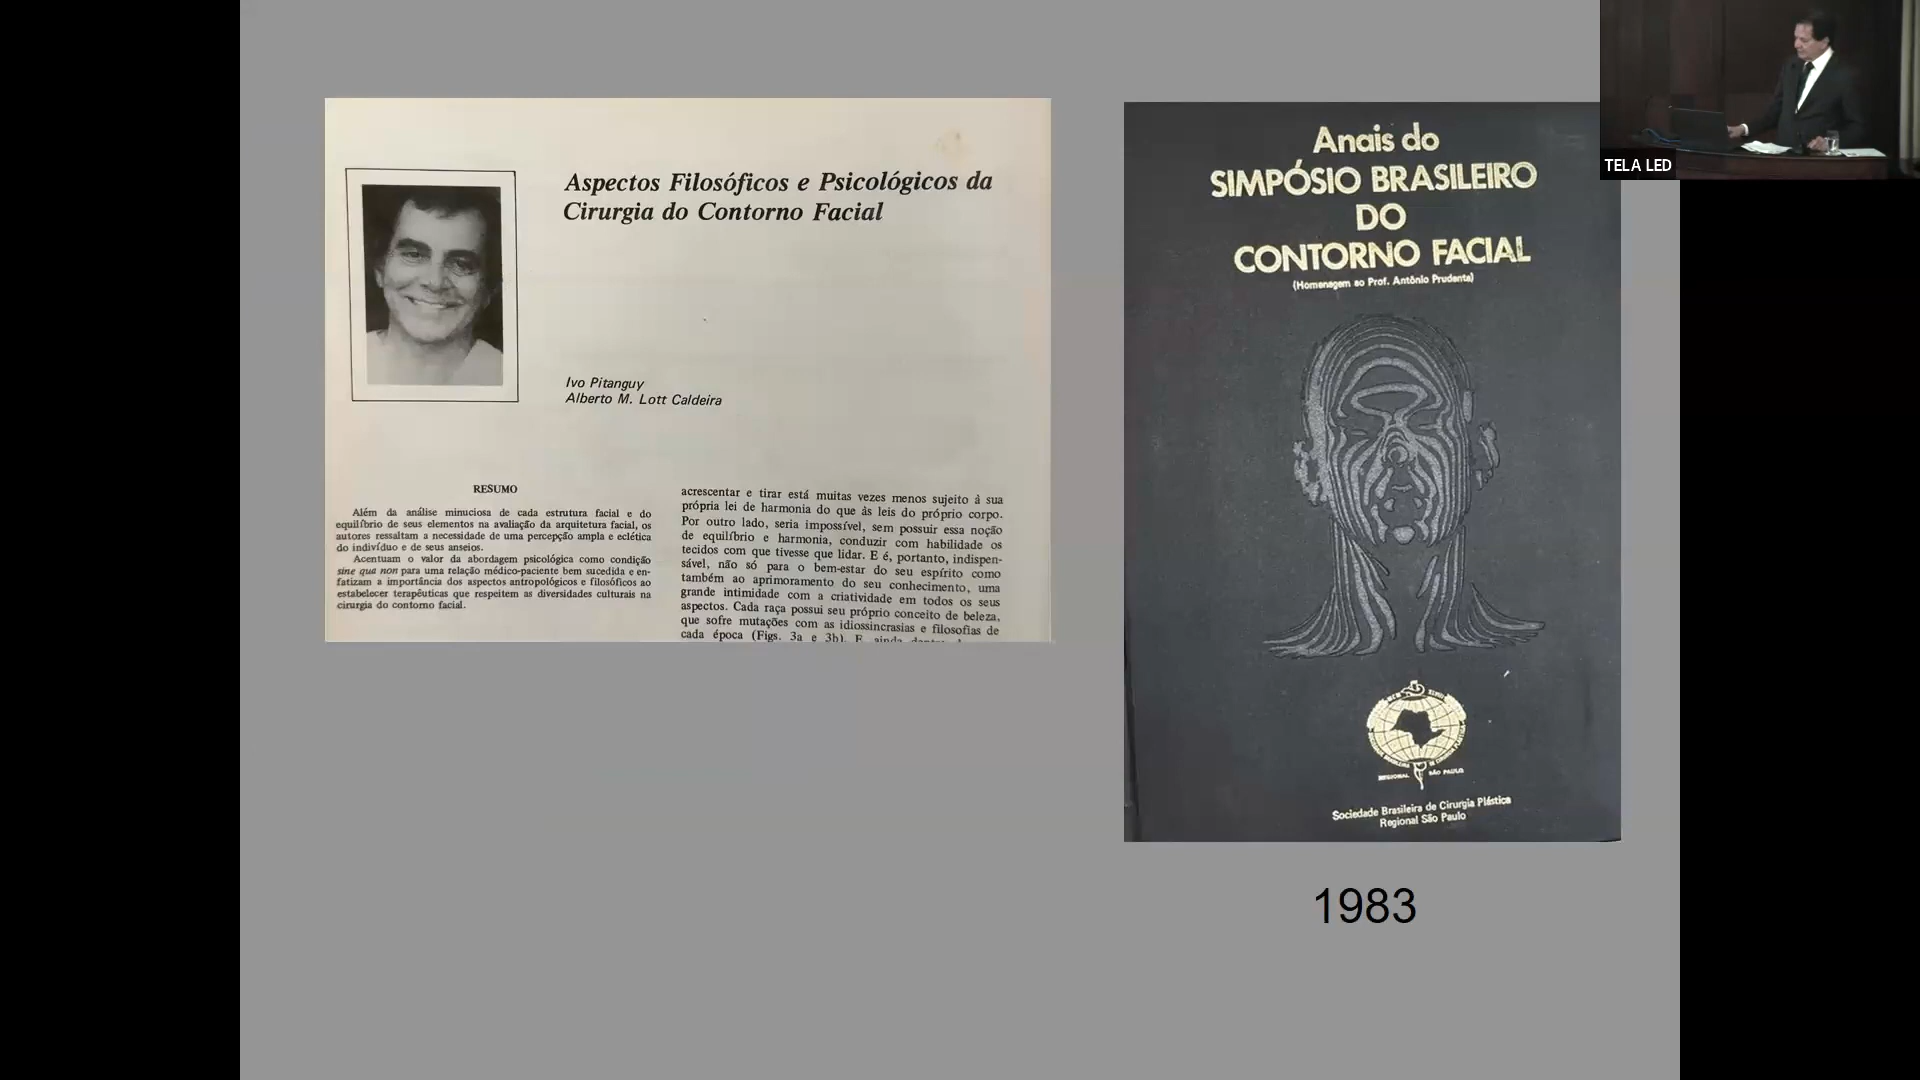 Aspectos Filosóficos e Psicológicos da
Cirurgia do Contorno Facial
Ivo Pitanguy
Alberto M. Lott Caldeira
RESUMO
Além da análise minuciosa de cada estrutura facial e do
equilíbrio de seus elementos na avaliação da arquitetura facial, os
autores ressaltam a necessidade de uma percepção ampla e eclética
do indivíduo e de seus anseios.
Acentuam o valor da abordagem psicológica como condição
sine qua non para uma relação médico-paciente bem sucedida e en-
fatizam a importância dos aspectos antropológicos e filosóficos ao
estabelecer terapêuticas que respeitem as diversidades culturais na
cirurgia do contorno facial.
acrescentar e tirar está muitas vezes menos sujeito à sua
própria lei de harmonia do que às leis do próprio corpo.
Por outro lado, seria impossível, sem possuir essa noção
de equilíbrio e harmonia, conduzir com habilidade os
tecidos com que tivesse que lidar. E é, portanto, indispen-
sável, não só para o bem-estar do seu espírito como
também ao aprimoramento do seu conhecimento, uma
grande intimidade com a criatividade em todos os seus
aspectos. Cada raça possui seu próprio conceito de beleza,
que sofre mutações com as idiossincrasias e filosofias de
cada época (Figs. 3a e 3b). E ainda
Anais do
SIMPÓSIO BRASILEIRO
DO
CONTORNO FACIAL
(Homenagem ao Prof. Antônio Prudente)
REGIONAL SÃO PAULO
Sociedade Brasileira de Cirurgia Plástica
Regional São Paulo
1983
TELA LED